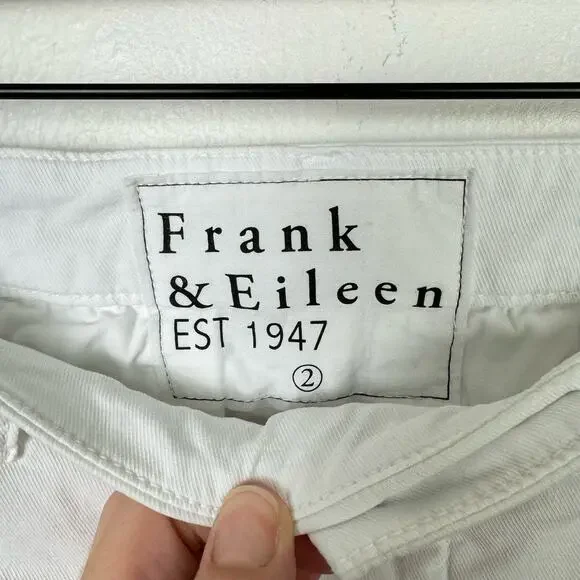 Frank
& Eileen
EST 1947
②